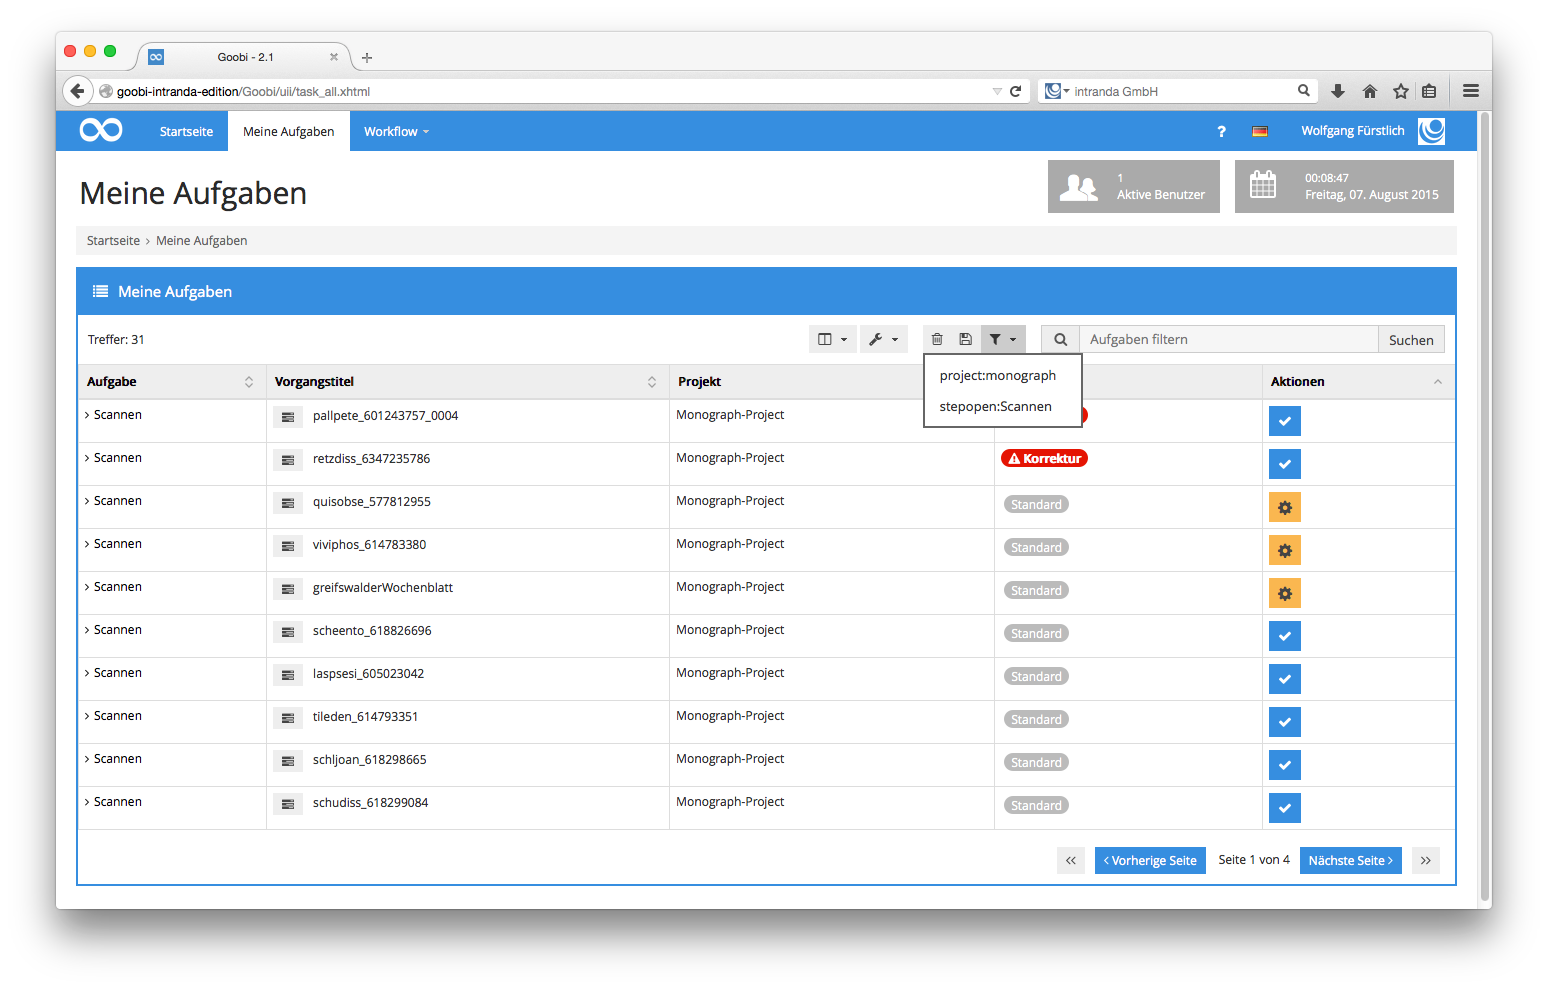 Goobi - 2.1
goobi-intranda-edition/Goobi/uii/task_all.xhtml
intranda GmbH
Startseite
Meine Aufgaben
Workflow
?
Wolfgang Fürstlich
Meine Aufgaben
1
Aktive Benutzer
00:08:47
Freitag, 07. August 2015
Startseite › Meine Aufgaben
Meine Aufgaben
Treffer: 31
Aufgaben filtern
Suchen
project:monograph
stepopen:Scannen
Aufgabe Vorgangstitel Projekt Aktionen
Scannen pallpete_601243757_0004 Monograph-Project
Scannen retzdiss_6347235786 Monograph-Project Korrektur
Scannen quisobse_577812955 Monograph-Project Standard
Scannen viviphos_614783380 Monograph-Project Standard
Scannen greifswalderWochenblatt Monograph-Project Standard
Scannen scheento_618826696 Monograph-Project Standard
Scannen laspsesi_605023042 Monograph-Project Standard
Scannen tileden_614793351 Monograph-Project Standard
Scannen schljoan_618298665 Monograph-Project Standard
Scannen schudiss_618299084 Monograph-Project Standard
« ‹ Vorherige Seite Seite 1 von 4 Nächste Seite › »